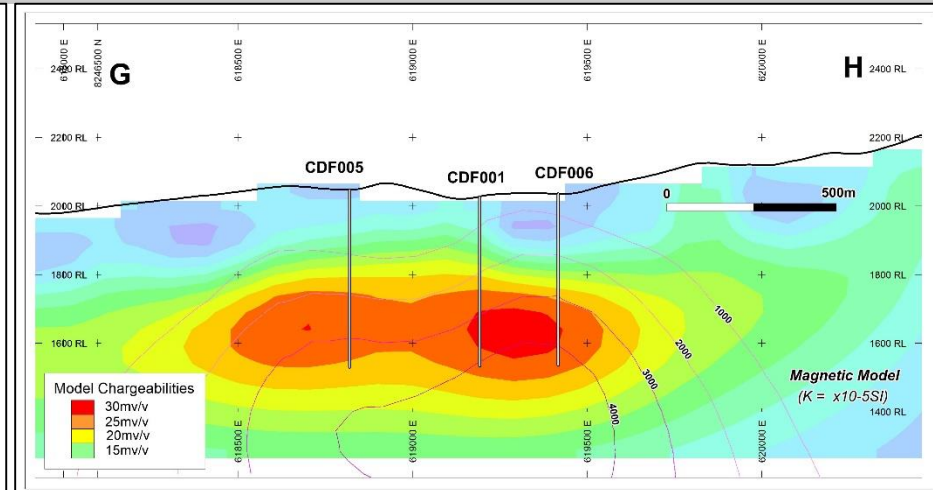 618000 E
8246500 N
618500 E
619000 E
619500 E
620000 E
G
H
2400 RL
2400 RL
2200 RL
2200 RL
CDF005
CDF001
CDF006
0
500m
2000 RL
2000 RL
1800 RL
1800 RL
1600 RL
1600 RL
1000
2000
3000
4000
Magnetic Model
(K = x10-5SI)
1400 RL
Model Chargeabilities
30mv/v
25mv/v
20mv/v
15mv/v
618500 E
619000 E
619500 E
620000 E